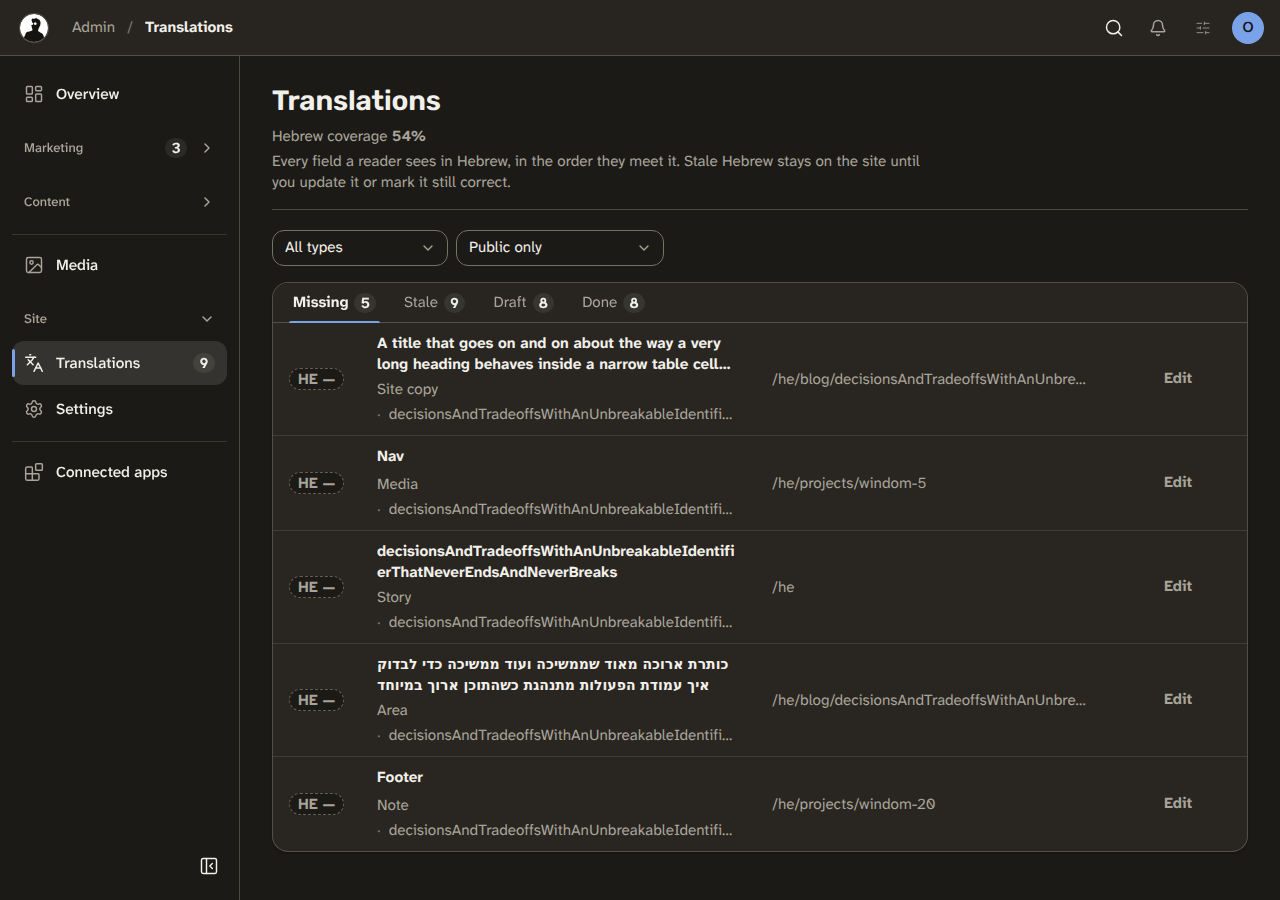 Admin / Translations
O
Overview
Marketing 3
Content
Media
Site
Translations 9
Settings
Connected apps
Translations
Hebrew coverage 54%
Every field a reader sees in Hebrew, in the order they meet it. Stale Hebrew stays on the site until
you update it or mark it still correct.
All types
Public only
Missing 5 Stale 9 Draft 8 Done 8
A title that goes on and on about the way a very
long heading behaves inside a narrow table cell…
HE —
Site copy
· decisionsAndTradeoffsWithAnUnbreakableIdentifi…
/he/blog/decisionsAndTradeoffsWithAnUnbre…
Edit
Nav
HE —
Media
· decisionsAndTradeoffsWithAnUnbreakableIdentifi…
/he/projects/windom-5
Edit
decisionsAndTradeoffsWithAnUnbreakableIdentifi
erThatNeverEndsAndNeverBreaks
HE —
Story
· decisionsAndTradeoffsWithAnUnbreakableIdentifi…
/he
Edit
כותרת ארוכה מאוד שממשיכה ועוד ממשיכה כדי לבדוק
איך עמודת הפעולות מתנהגת כשהתוכן ארוך במיוחד
HE —
Area
· decisionsAndTradeoffsWithAnUnbreakableIdentifi…
/he/blog/decisionsAndTradeoffsWithAnUnbre…
Edit
Footer
HE —
Note
· decisionsAndTradeoffsWithAnUnbreakableIdentifi…
/he/projects/windom-20
Edit